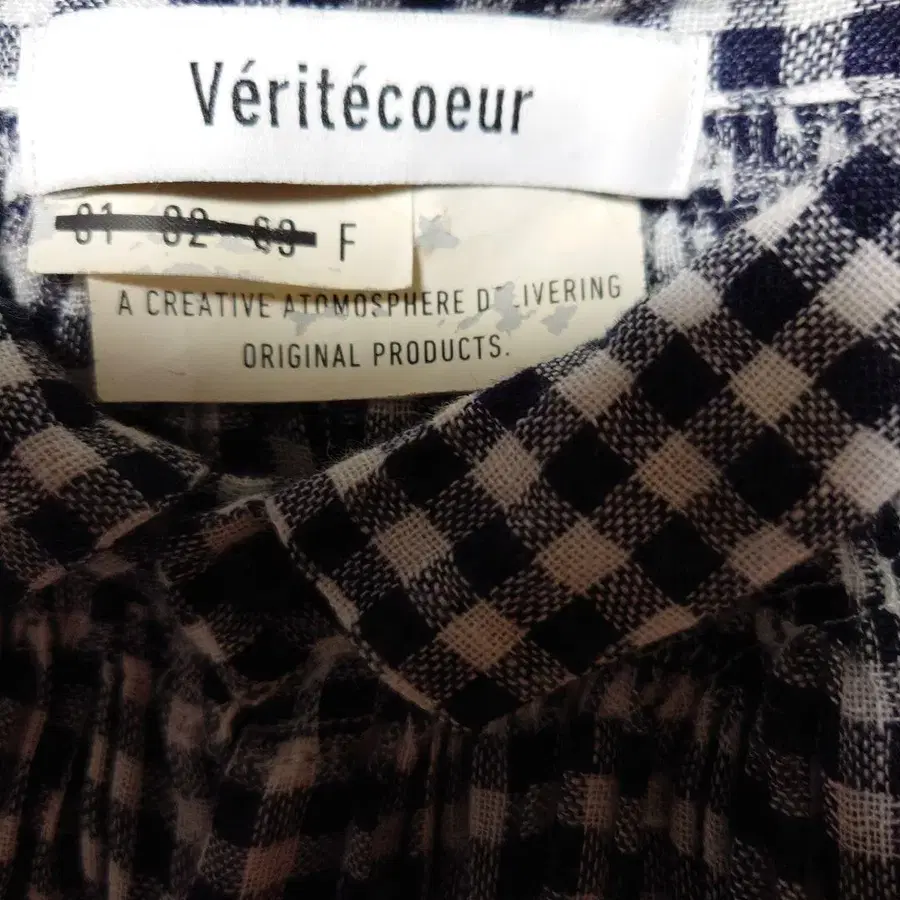 Véritécoeur
01 02 03 F
A CREATIVE ATOMOSPHERE DELIVERING
ORIGINAL PRODUCTS.